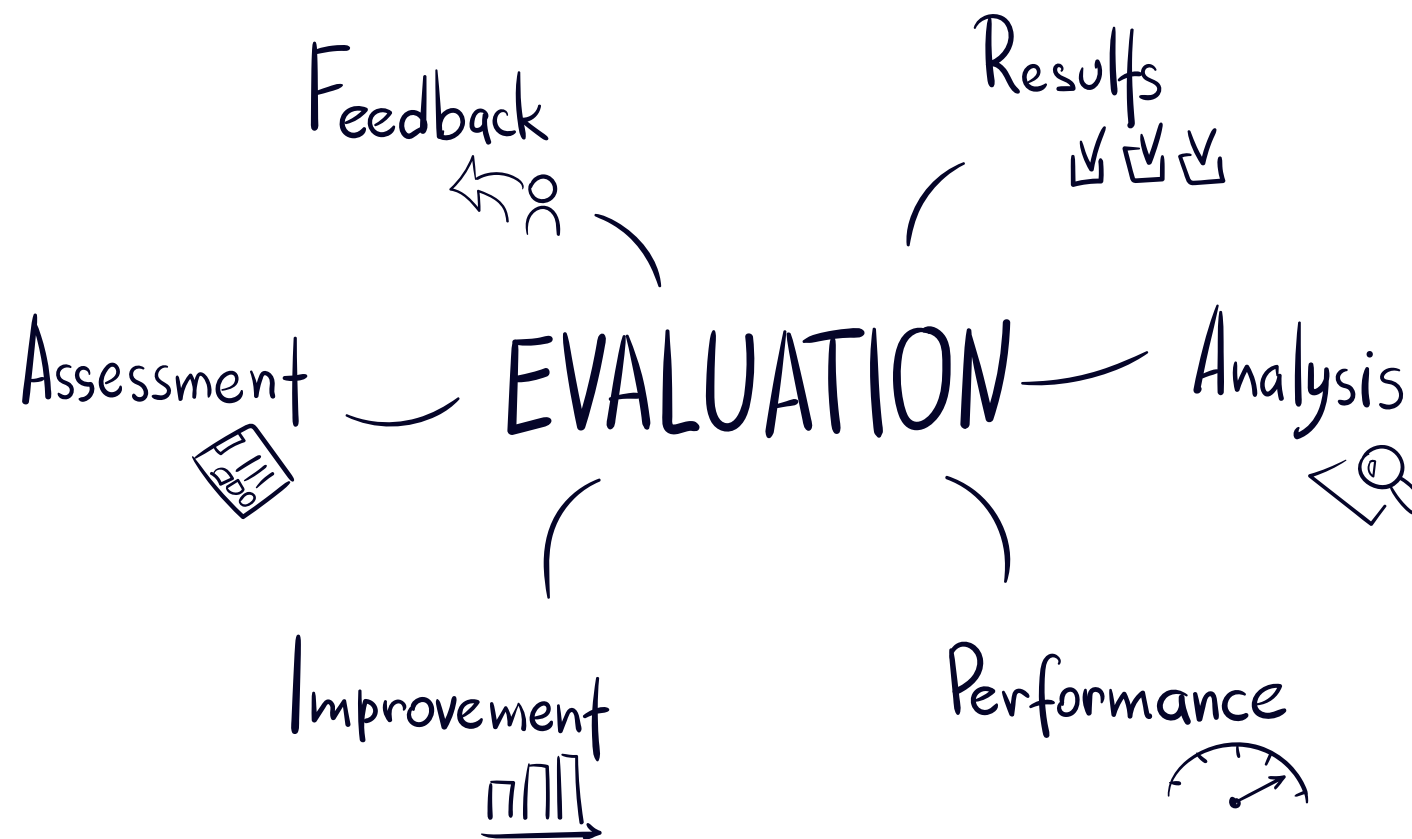 Feedback
Results
Assessment
EVALUATION
Analysis
Improvement
Performance